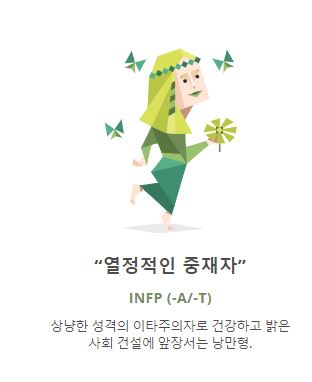 “열정적인 중재자”
INFP (-A/-T)
상냥한 성격의 이타주의자로 건강하고 밝은
사회 건설에 앞장서는 낭만형.